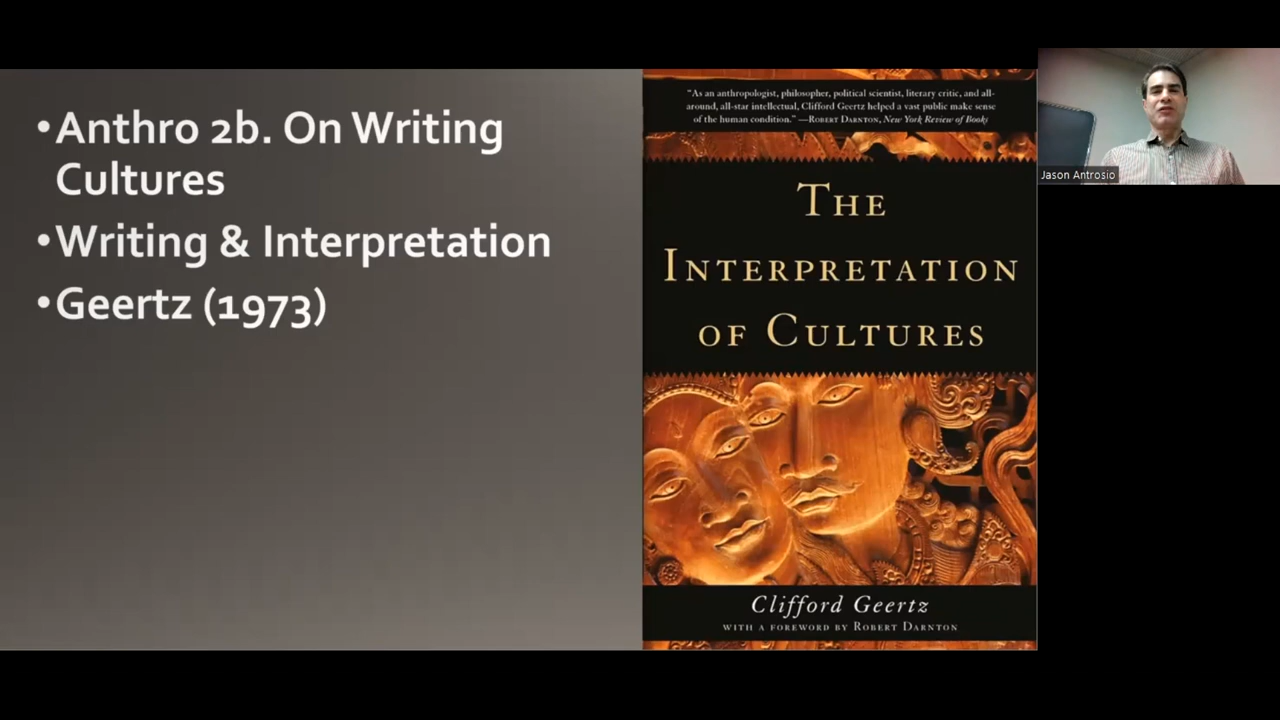 •Anthro 2b. On Writing
Cultures
•Writing & Interpretation
•Geertz (1973)
"As an anthropologist, philosopher, political scientist, literary critic, and all-
around, all-star intellectual, Clifford Geertz helped a vast public make sense
of the human condition." —Robert Darnton, New York Review of Books
The
Interpretation
of Cultures
Clifford Geertz
with a foreword by Robert Darnton
Jason Antrosio